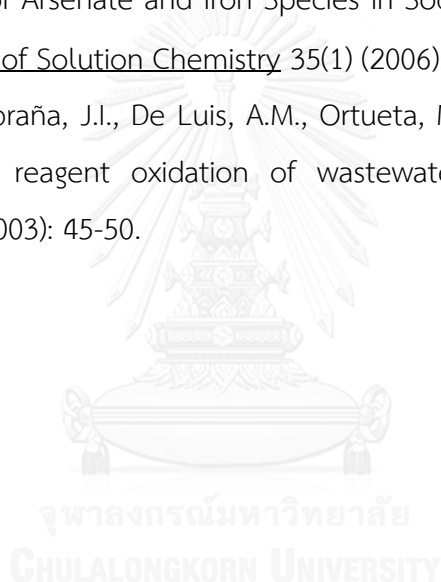 of Arsenate and Iron Species in Soo
of Solution Chemistry 35(1) (2006)
oraña, J.I., De Luis, A.M., Ortueta, M
reagent oxidation of wastewate
003): 45-50.
จุฬาลงกรณ์มหาวิทยาลัย
CHULALONGKORN UNIVERSITY